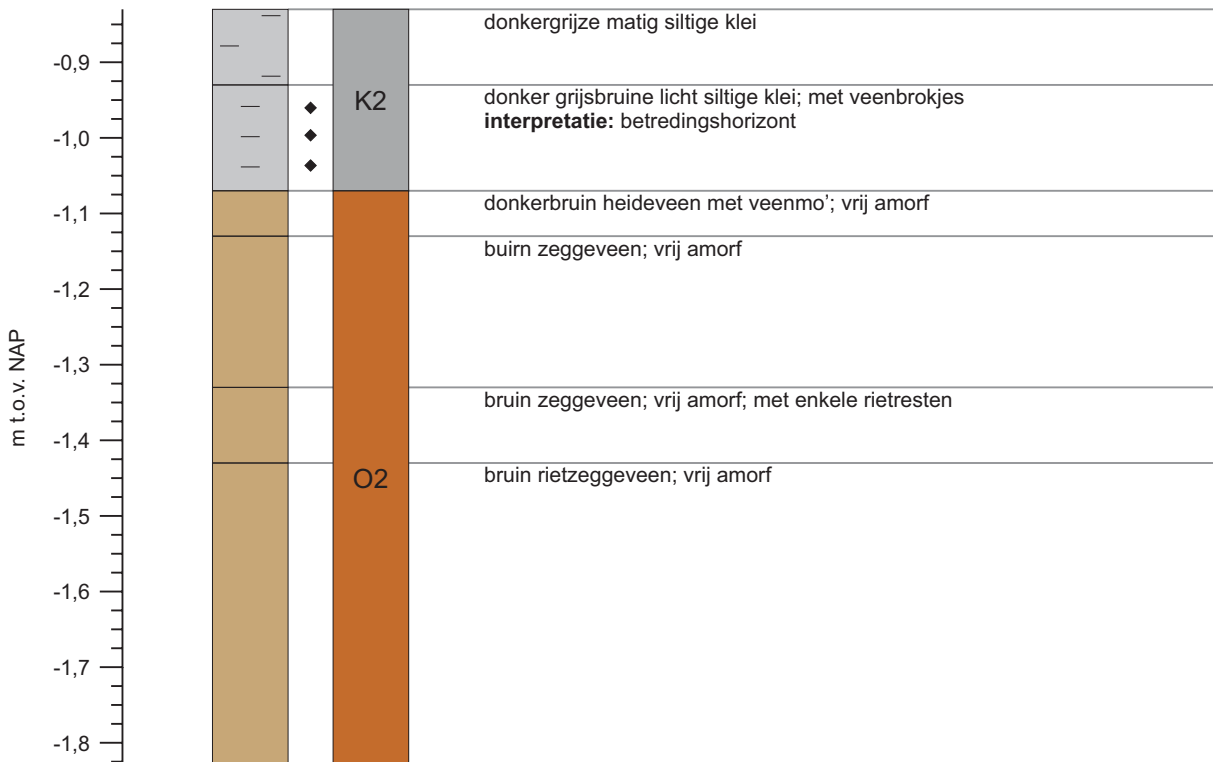 donkergrijze matig siltige klei
-0,9
K2
donker grijsbruine licht siltige klei; met veenbrokjes
interpretatie: betredingshorizont
-1,0
-1,1
donkerbruin heideveen met veenmo’; vrij amorf
buirn zeggeveen; vrij amorf
-1,2
m t.o.v. NAP
-1,3
bruin zeggeveen; vrij amorf; met enkele rietresten
-1,4
O2
bruin rietzeggeveen; vrij amorf
-1,5
-1,6
-1,7
-1,8